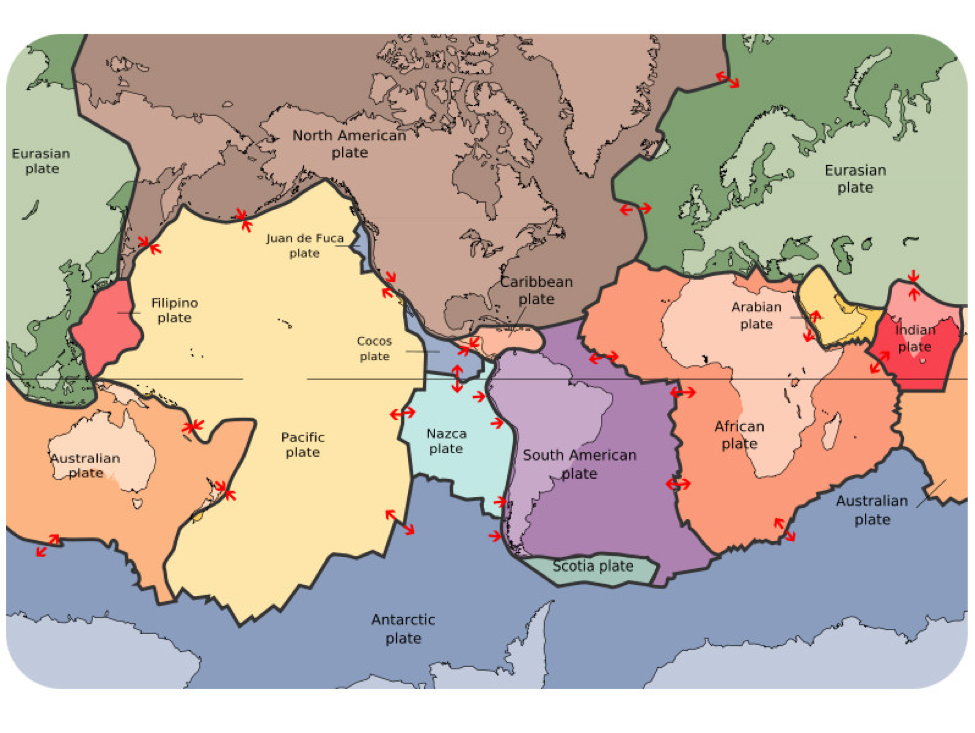 North American
plate
Eurasian
plate
Eurasian
plate
Juan de Fuca
plate
Caribbean
plate
Filipino
plate
Arabian
plate
Indian
plate
Cocos
plate
Pacific
plate
Nazca
plate
African
plate
Australian
plate
South American
plate
Australian
plate
Scotia plate
Antarctic
plate